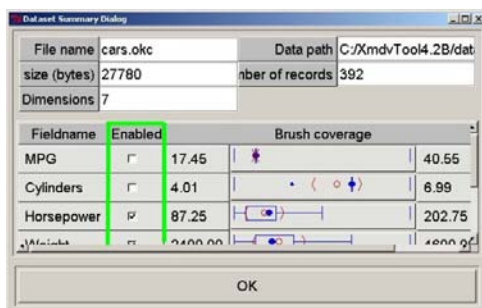 Dataset Summary Dialog
File name cars.okc Data path C:/XmdvTool4.2B/dat
size (bytes) 27780 nber of records 392
Dimensions 7
Fieldname Enabled Brush coverage
MPG 17.45 40.55
Cylinders 4.01 6.99
Horsepower 87.25 202.75
Weight
OK